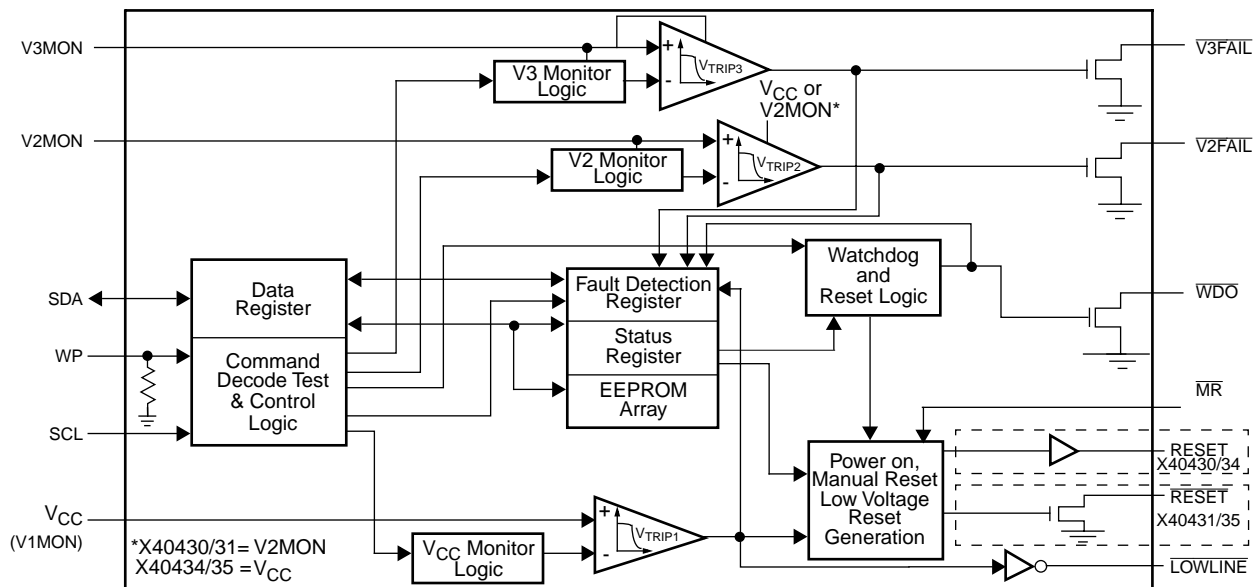 V3MON
V3 Monitor
Logic
+
-
VTRIP3
VCC or
V2MON*
V3FAIL
V2MON
V2 Monitor
Logic
+
-
VTRIP2
V2FAIL
SDA
WP
SCL
Data
Register
Command
Decode Test
& Control
Logic
Fault Detection
Register
Status
Register
EEPROM
Array
Watchdog
and
Reset Logic
WDO
MR
Power on,
Manual Reset
Low Voltage
Reset
Generation
RESET
X40430/34
RESET
X40431/35
VCC
(V1MON)
*X40430/31= V2MON
X40434/35 =VCC
VCC Monitor
Logic
+
-
VTRIP1
LOWLINE